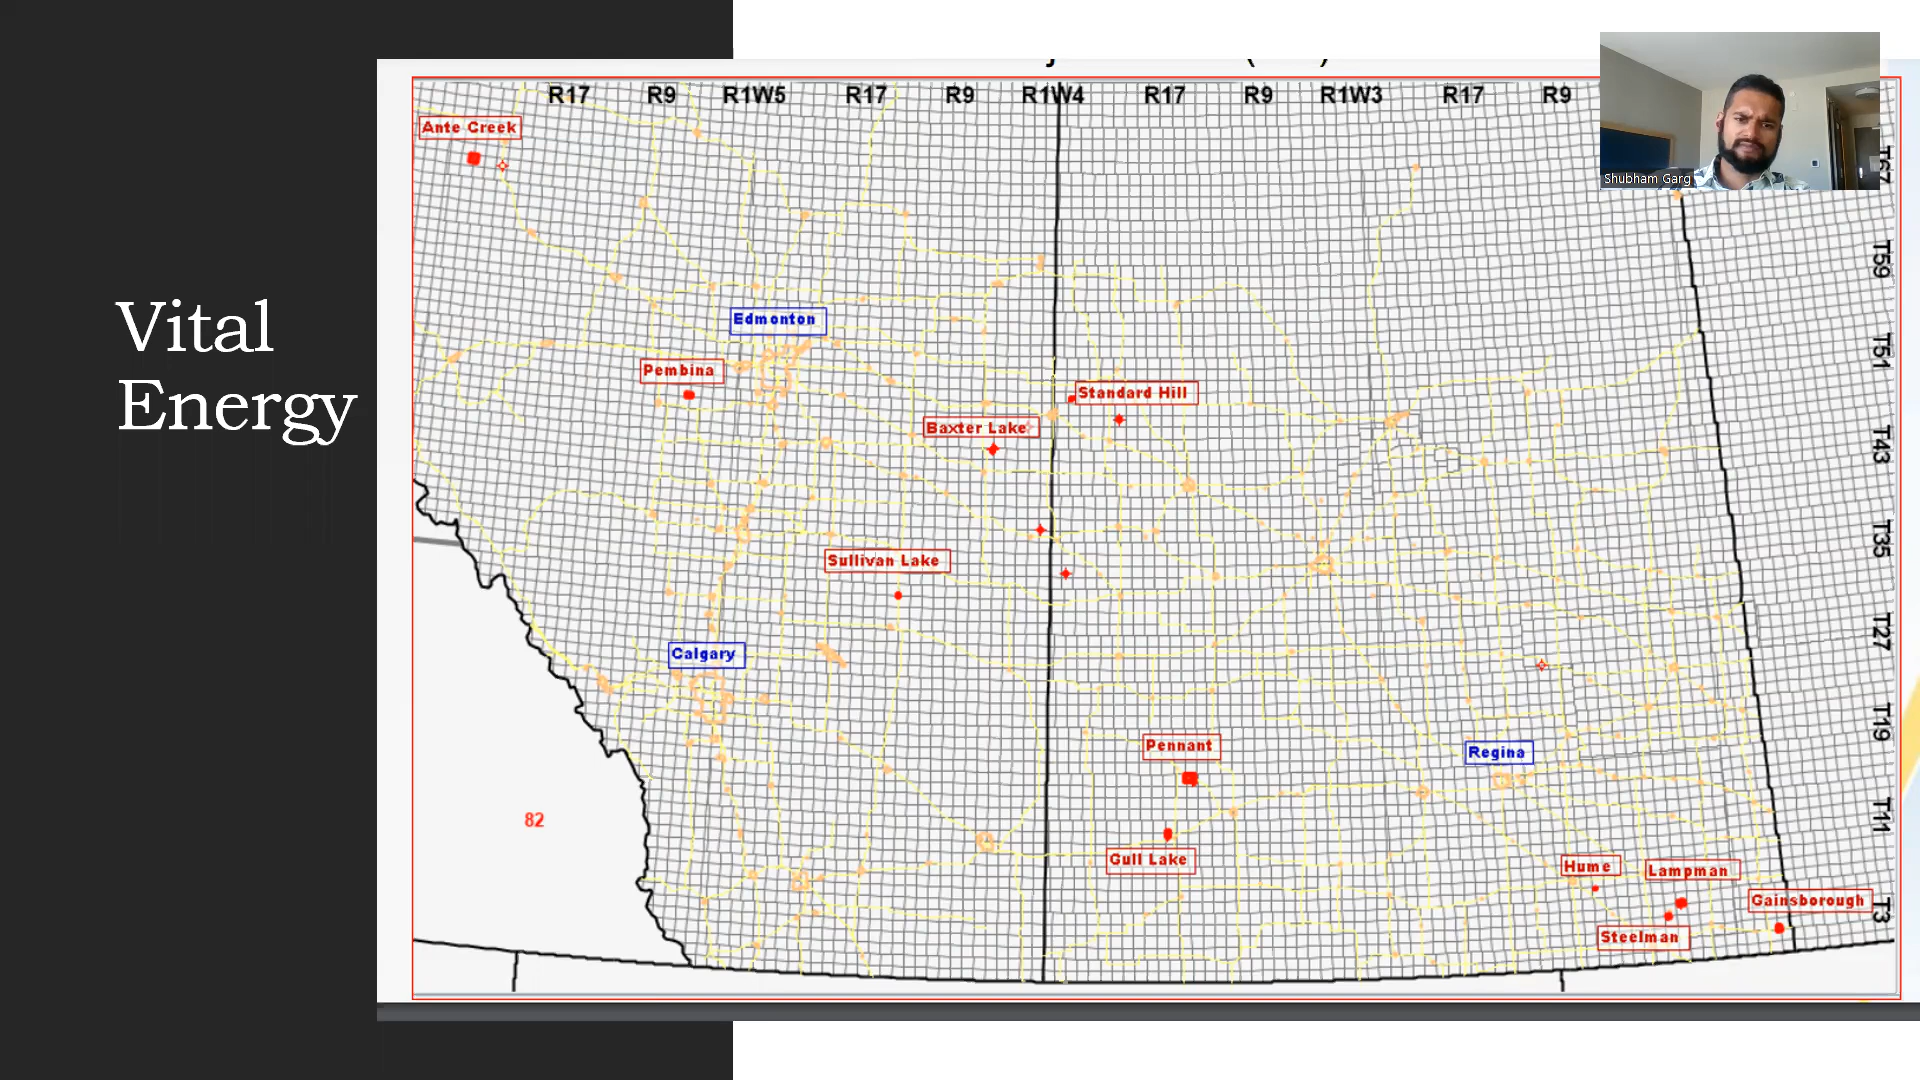 Vital
Energy
R17 R9 R1W5 R17 R9 R1W4 R17 R9 R1W3 R17 R9
Shubham Garg
Ante Creek
T59
Edmonton
T51
Pembina
Standard Hill
Baxter Lake
T43
T35
Sullivan Lake
T27
Calgary
T19
Pennant
Regina
82
T11
Gull Lake
Hume
Lampman
Gainsborough
T3
Steelman